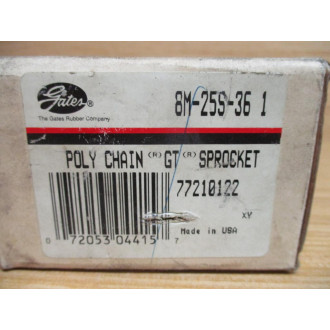 Gates®
The Gates Rubber Company
8M-25S-36 1
POLY CHAIN (R) GT (R) SPROCKET
77210122
XY
Made in USA
0 72053 04415 7